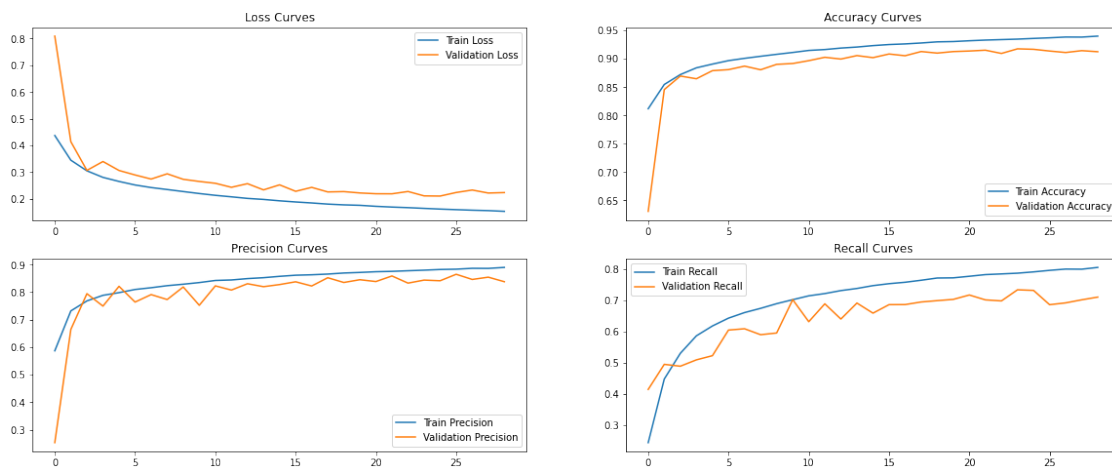 Loss Curves
0.8
0.7
0.6
0.5
0.4
0.3
0.2
0 5 10 15 20 25
Train Loss
Validation Loss
Accuracy Curves
0.95
0.90
0.85
0.80
0.75
0.70
0.65
0 5 10 15 20 25
Train Accuracy
Validation Accuracy
Precision Curves
0.9
0.8
0.7
0.6
0.5
0.4
0.3
0 5 10 15 20 25
Train Precision
Validation Precision
Recall Curves
0.8
0.7
0.6
0.5
0.4
0.3
0 5 10 15 20 25
Train Recall
Validation Recall